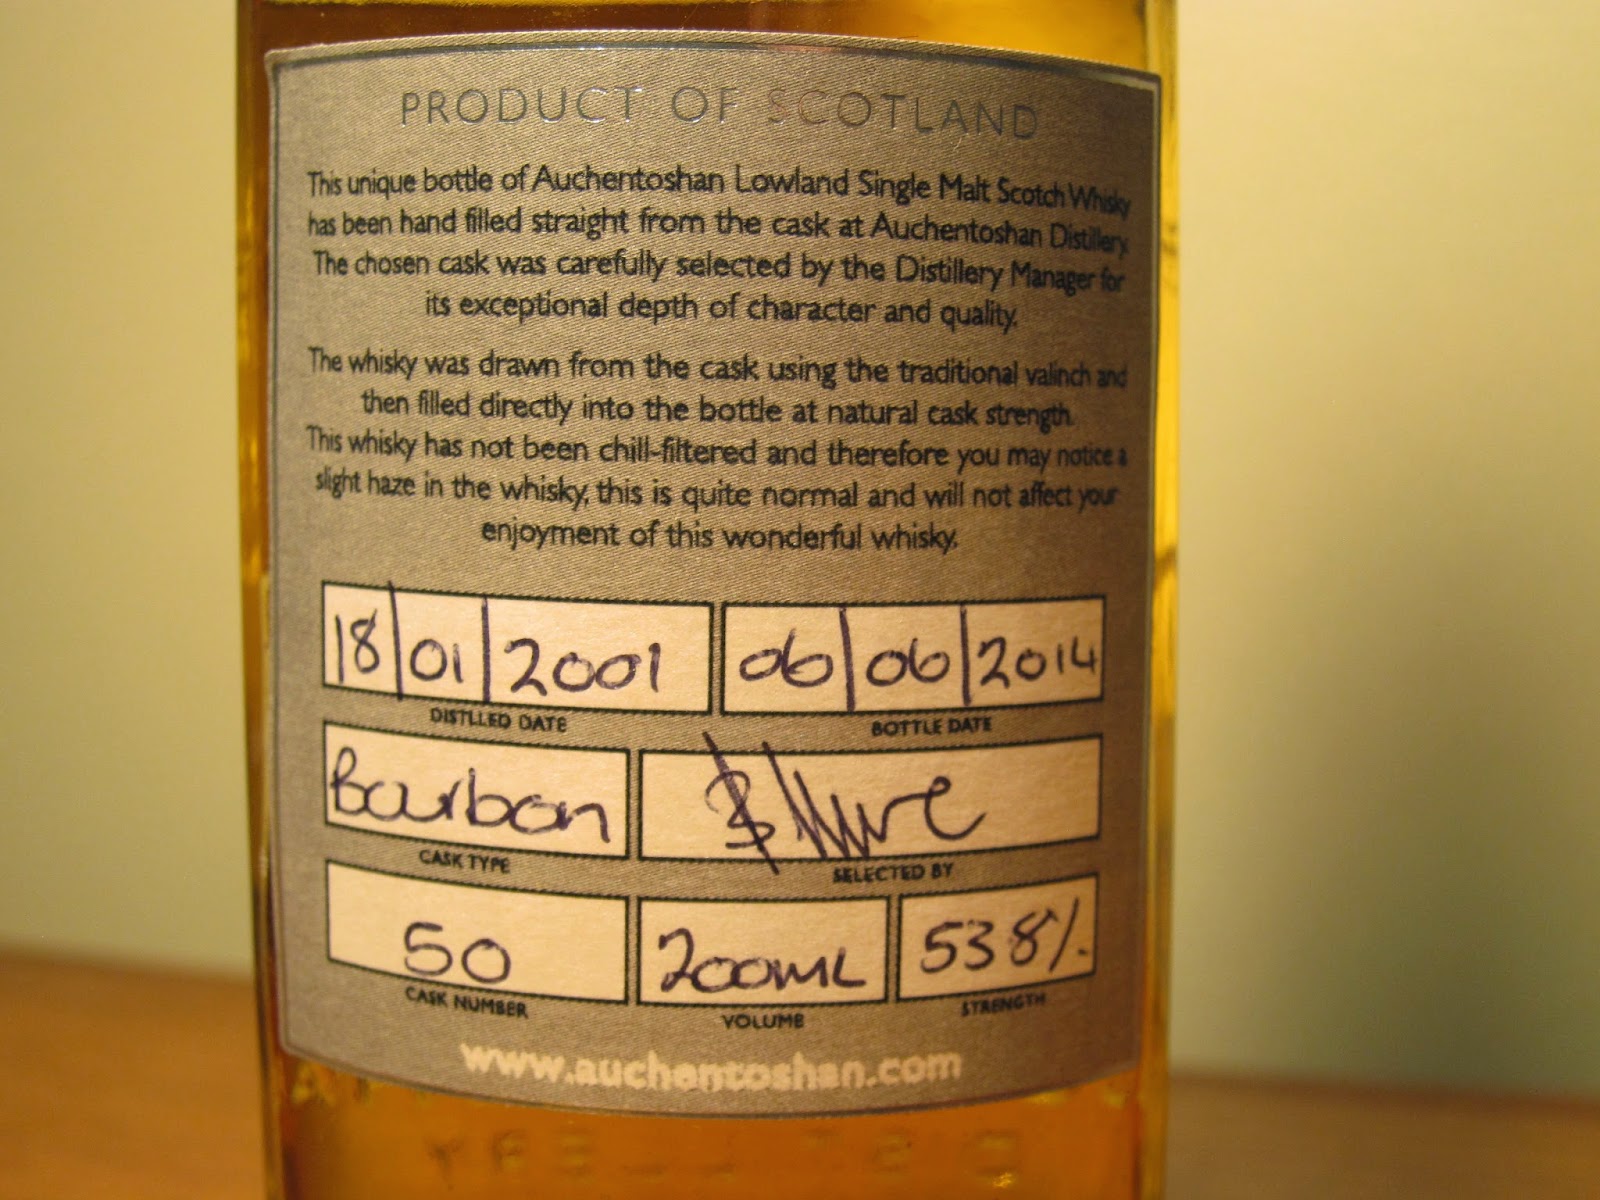 PRODUCT OF SCOTLAND
This unique bottle of Auchentoshan Lowland Single Malt Scotch Whisky
has been hand filled straight from the cask at Auchentoshan Distillery.
The chosen cask was carefully selected by the Distillery Manager for
its exceptional depth of character and quality.
The whisky was drawn from the cask using the traditional valinch and
then filled directly into the bottle at natural cask strength.
This whisky has not been chill-filtered and therefore you may notice a
slight haze in the whisky, this is quite normal and will not affect your
enjoyment of this wonderful whisky.
18/01/2001 06/06/2014
DISTLLED DATE BOTTLE DATE
Bourbon
CASK TYPE SELECTED BY
50 200ML 53.8%
CASK NUMBER VOLUME STRENGTH
www.auchentoshan.com